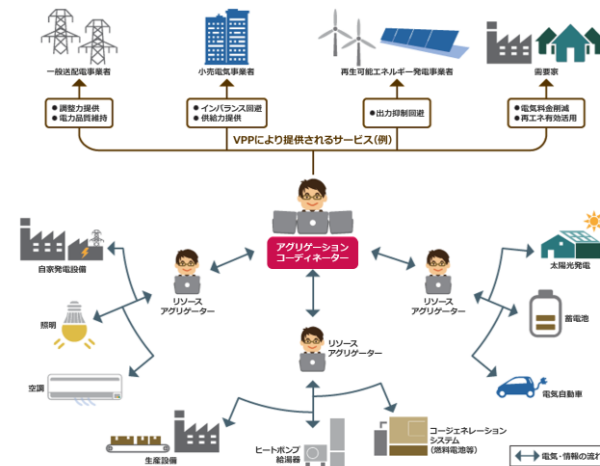 一般送配電事業者
小売電気事業者
再生可能エネルギー発電事業者
需要家
●調整力提供
●電力品質維持
●インバランス回避
●供給力提供
●出力抑制回避
●電気料金削減
●再エネ有効活用
VPPにより提供されるサービス(例)
アグリゲーション
コーディネーター
自家発電設備
リソース
アグリゲーター
リソース
アグリゲーター
太陽光発電
照明
蓄電池
リソース
アグリゲーター
空調
電気自動車
生産設備
ヒートポンプ
給湯器
コージェネレーション
システム
(燃料電池等)
電気・情報の流れ